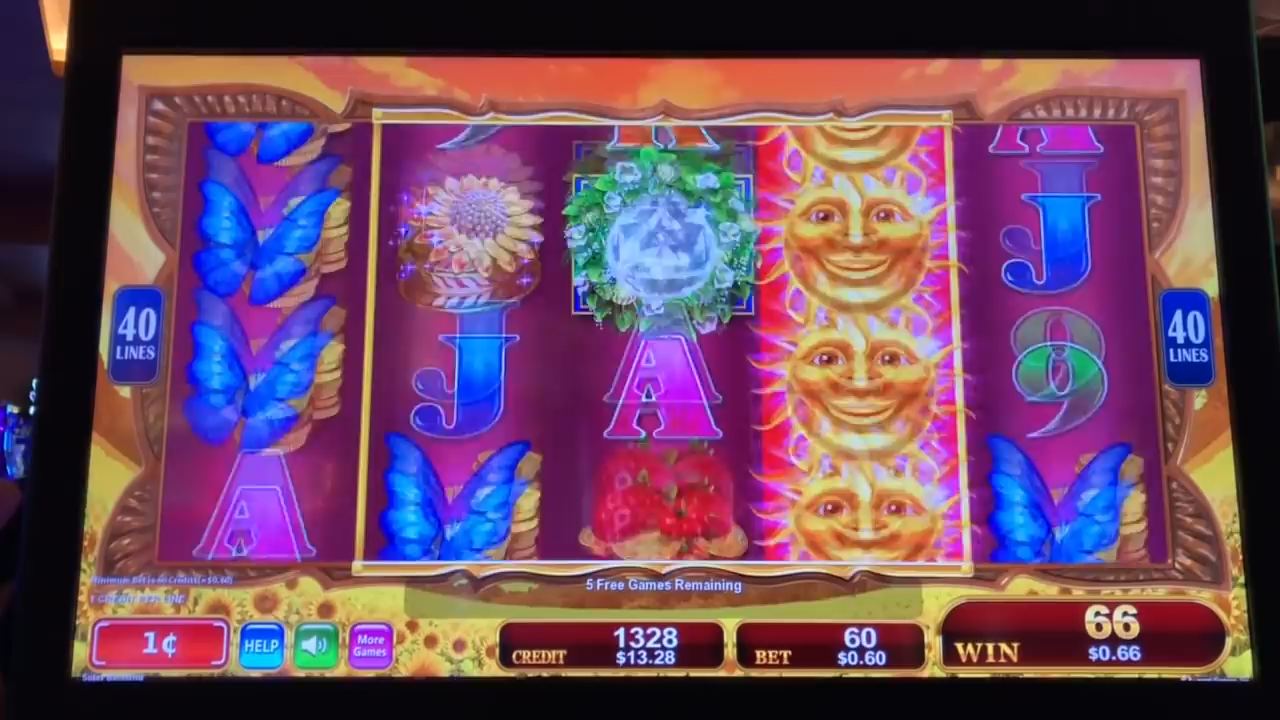 A
A
J
J
40
LINES
A
9
40
LINES
A
5 Free Games Remaining
1¢
HELP
More
Games
CREDIT
1328
$13.28
BET
60
$0.60
WIN
66
$0.66